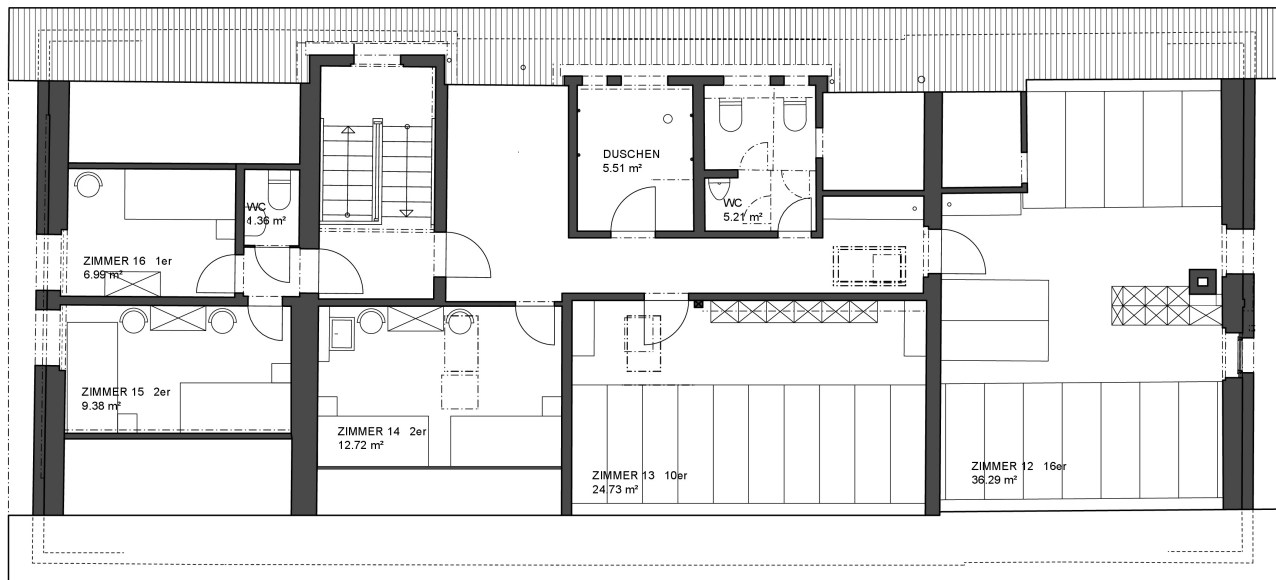 DUSCHEN
5.51 m²
WC
4.36 m²
WC
5.21 m²
ZIMMER 16 1er
6.99 m²
ZIMMER 15 2er
9.38 m²
ZIMMER 14 2er
12.72 m²
ZIMMER 13 10er
24.73 m²
ZIMMER 12 16er
36.29 m²